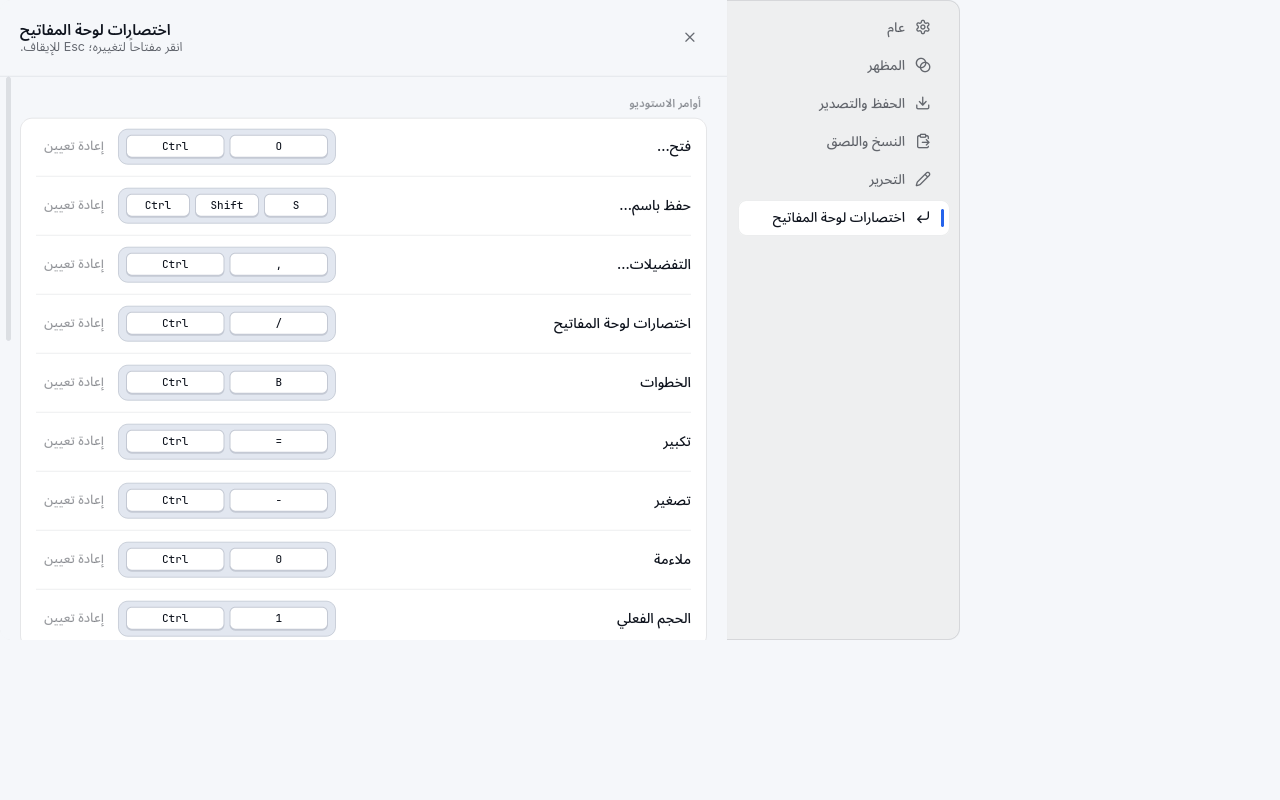 عام
المظهر
الحفظ والتصدير
النسخ واللصق
التحرير
اختصارات لوحة المفاتيح
اختصارات لوحة المفاتيح
انقر مفتاحاً لتغييره؛ Esc للإيقاف.
أوامر الاستوديو
فتح... Ctrl O إعادة تعيين
حفظ باسم... Ctrl Shift S إعادة تعيين
التفضيلات... Ctrl , إعادة تعيين
اختصارات لوحة المفاتيح Ctrl / إعادة تعيين
الخطوات Ctrl B إعادة تعيين
تكبير Ctrl = إعادة تعيين
تصغير Ctrl - إعادة تعيين
ملاءمة Ctrl 0 إعادة تعيين
الحجم الفعلي Ctrl 1 إعادة تعيين